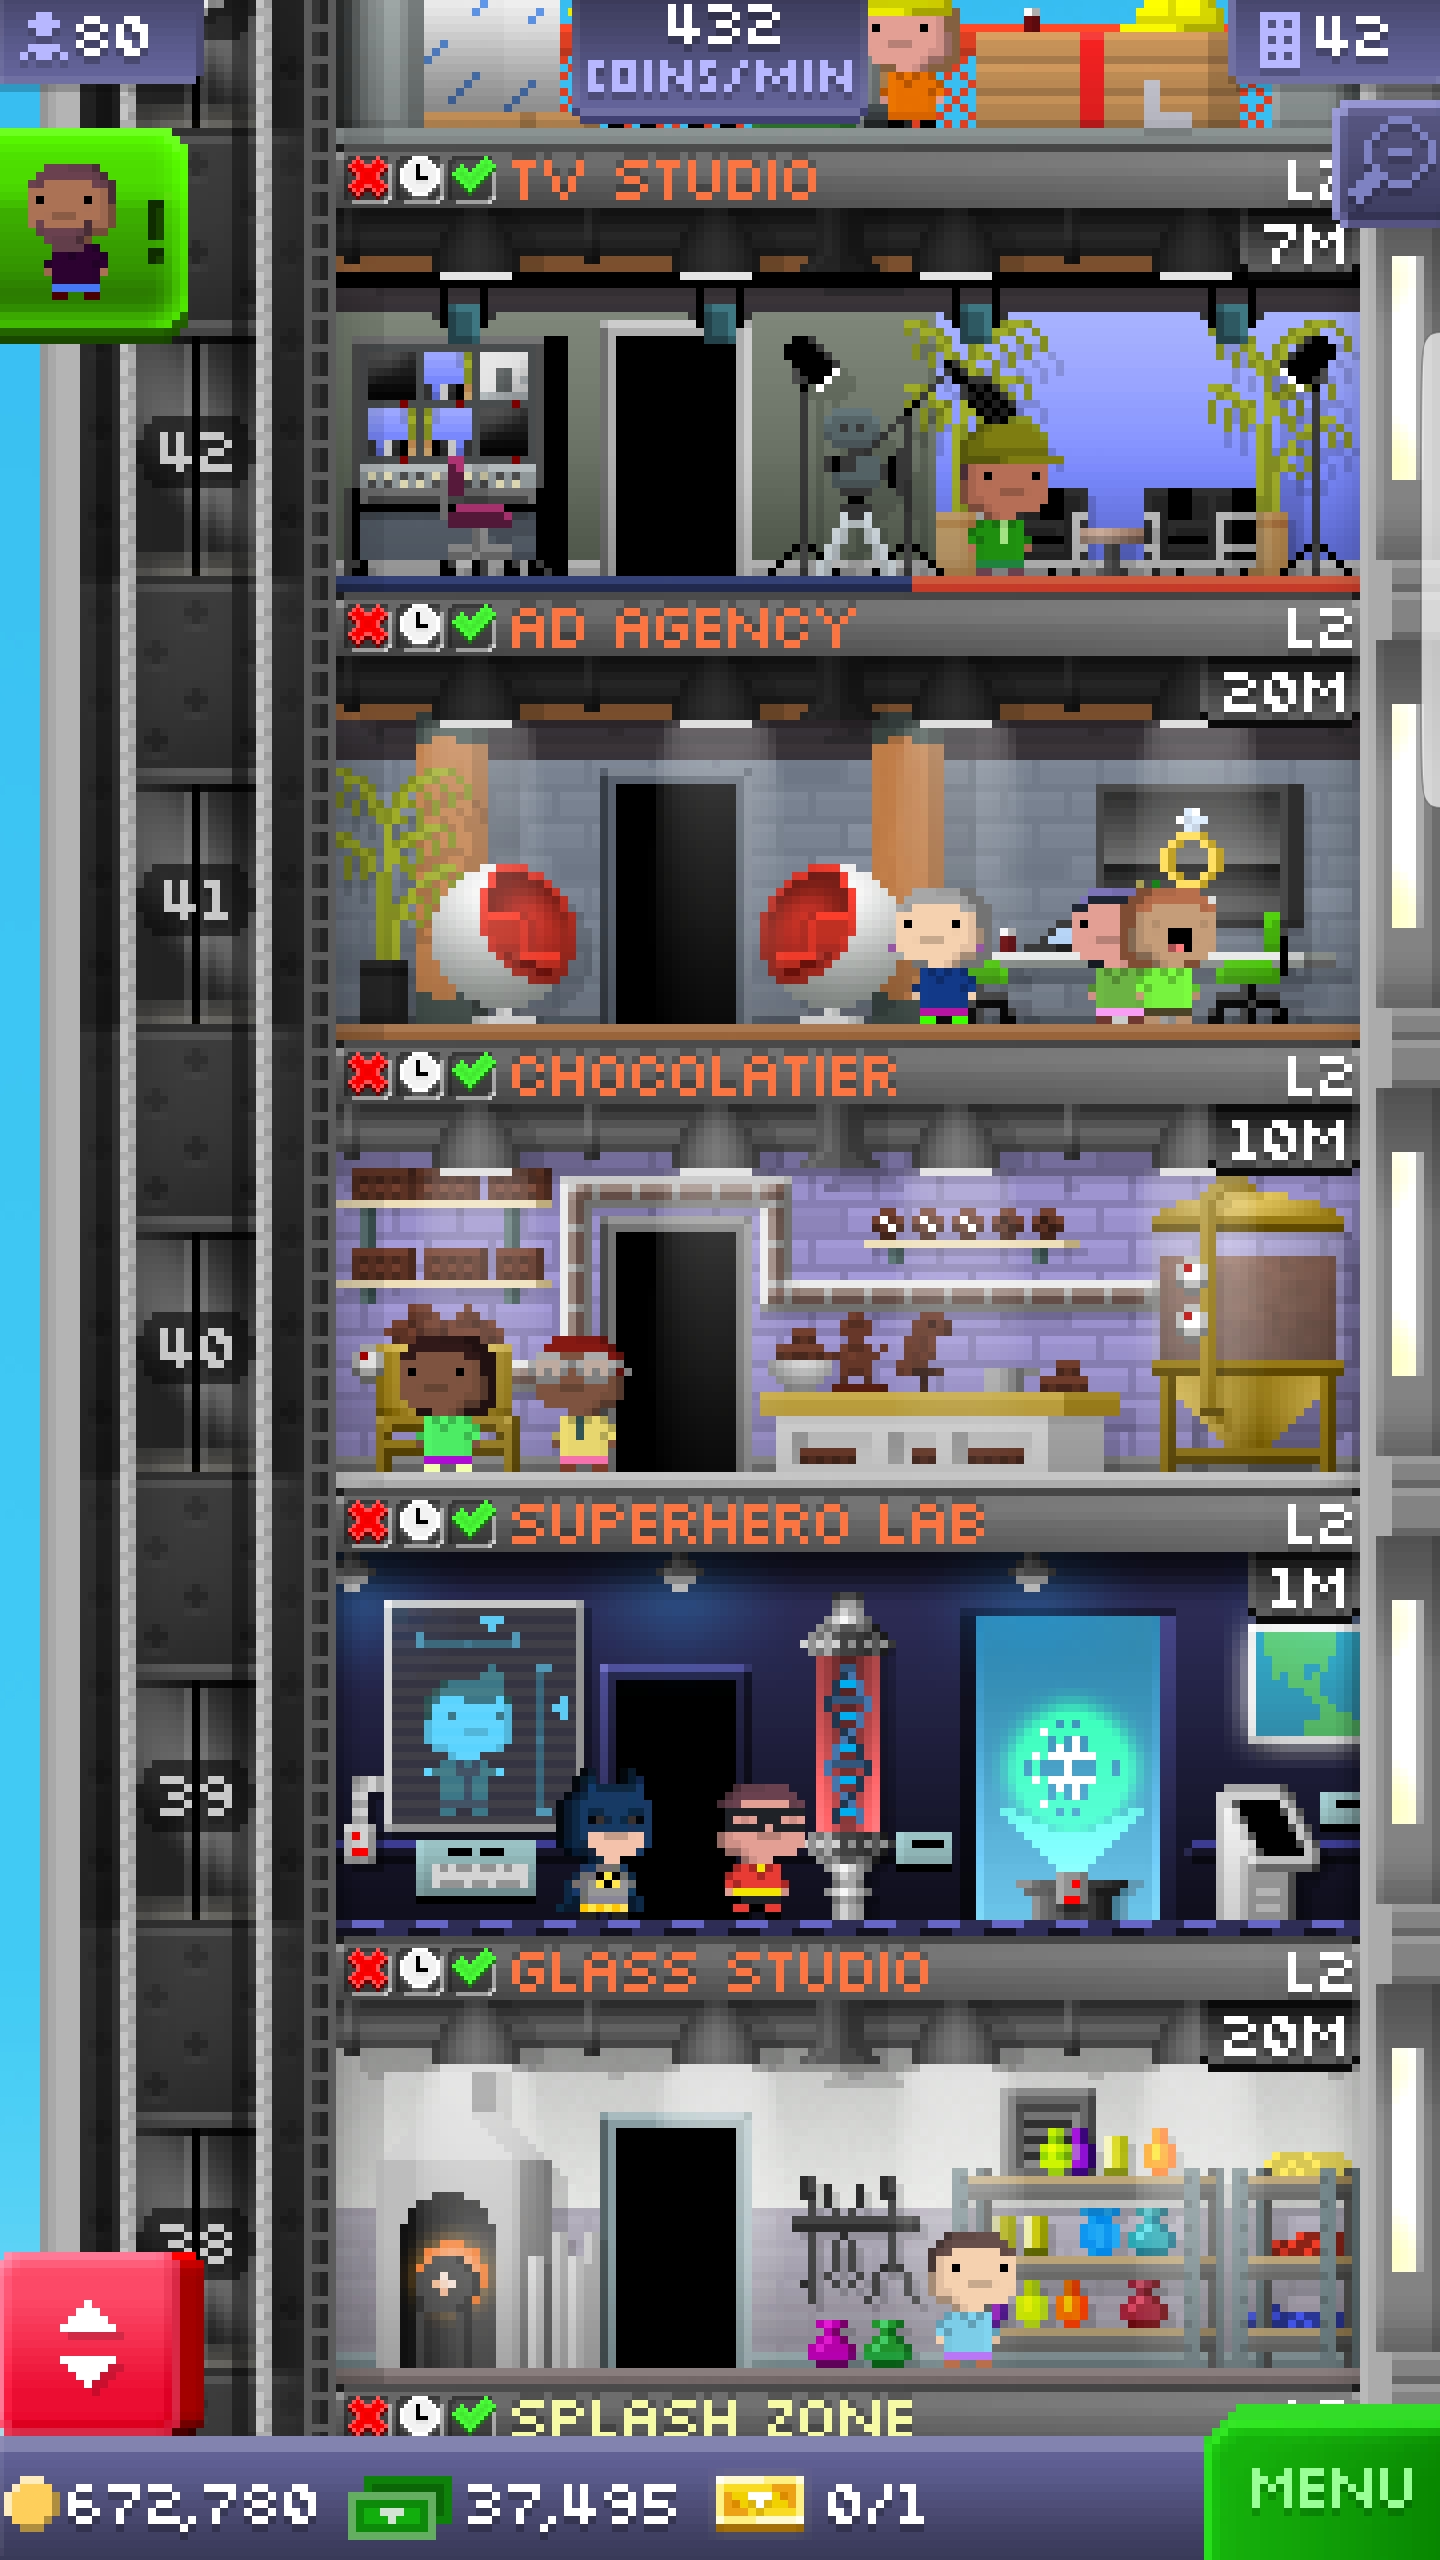 80
432
COINS/MIN
42
TV STUDIO
7M
42
AD AGENCY L2
20M
41
CHOCOLATIER L2
10M
40
SUPERHERO LAB L2
1M
39
GLASS STUDIO L2
20M
38
SPLASH ZONE
672,780 37,495 0/1
MENU